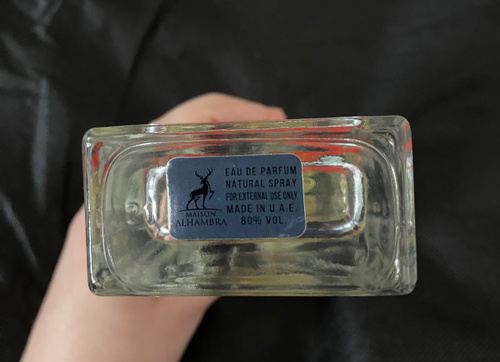 MAISON
ALHAMBRA
EAU DE PARFUM
NATURAL SPRAY
FOR EXTERNAL USE ONLY
MADE IN U.A.E.
80% VOL.